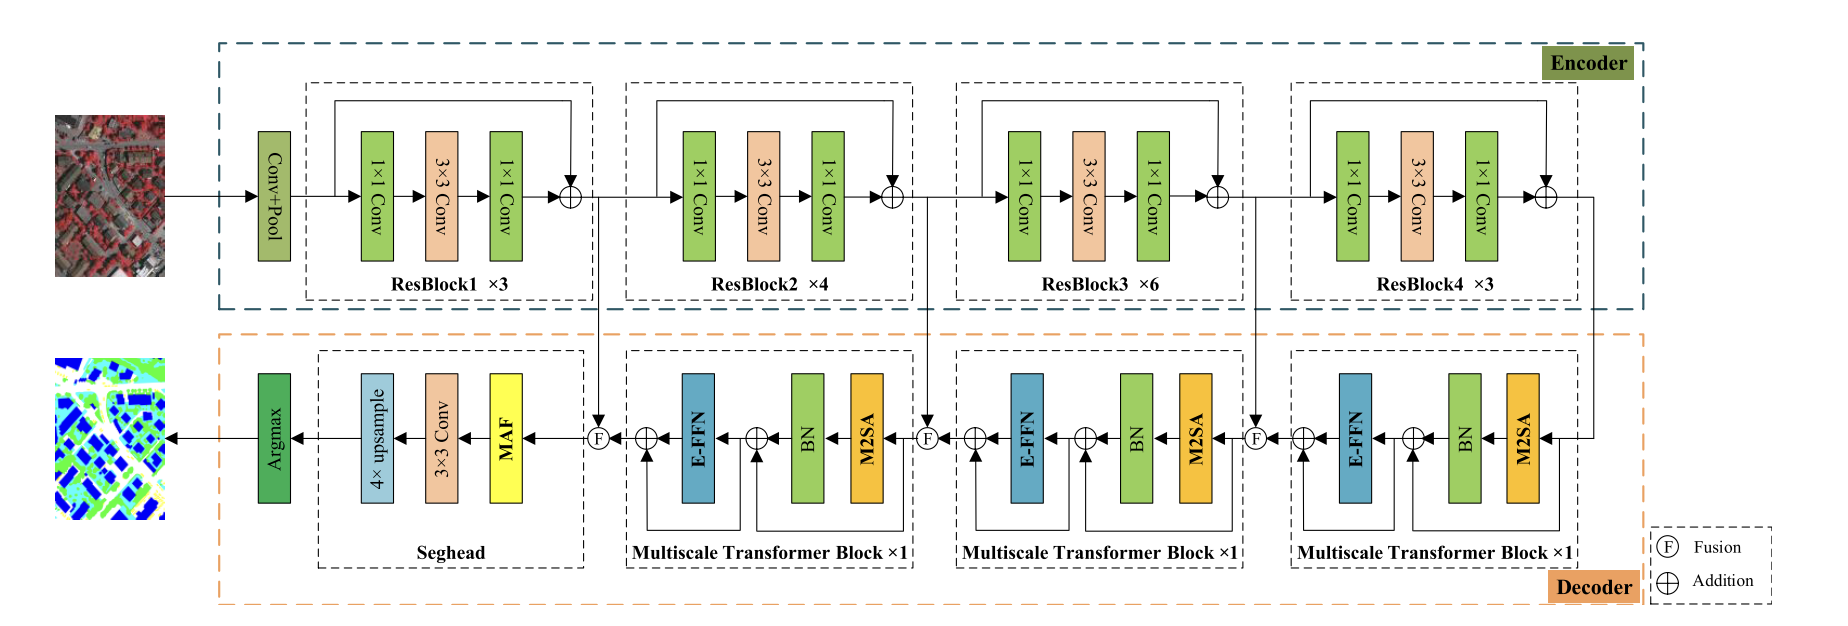 Encoder
Conv+Pool
1×1 Conv
3×3 Conv
1×1 Conv
ResBlock1 ×3
1×1 Conv
3×3 Conv
1×1 Conv
ResBlock2 ×4
1×1 Conv
3×3 Conv
1×1 Conv
ResBlock3 ×6
1×1 Conv
3×3 Conv
1×1 Conv
ResBlock4 ×3
Argmax
4× upsample
3×3 Conv
MAF
Seghead
F
E-FFN
BN
M2SA
Multiscale Transformer Block ×1
F
E-FFN
BN
M2SA
Multiscale Transformer Block ×1
F
E-FFN
BN
M2SA
Multiscale Transformer Block ×1
Decoder
F Fusion
Addition